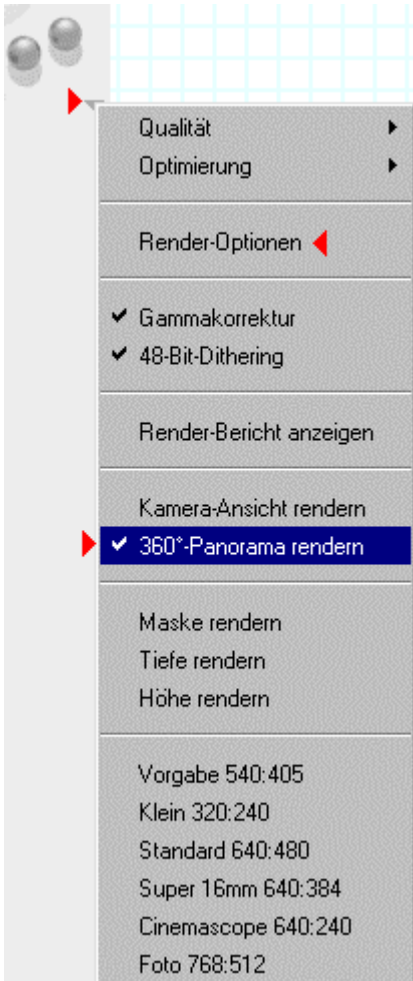 Qualität
Optimierung
Render-Optionen
Gammakorrektur
48-Bit-Dithering
Render-Bericht anzeigen
Kamera-Ansicht rendern
360°-Panorama rendern
Maske rendern
Tiefe rendern
Höhe rendern
Vorgabe 540:405
Klein 320:240
Standard 640:480
Super 16mm 640:384
Cinemascope 640:240
Foto 768:512